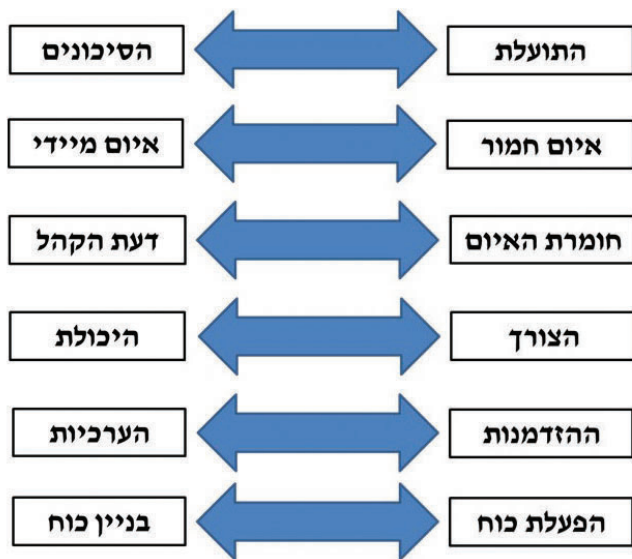 התועלת
הסיכונים
איום חמור
איום מיידי
חומרת האיום
דעת הקהל
הצורך
היכולת
ההזדמנות
הערכיות
הפעלת כוח
בניין כוח